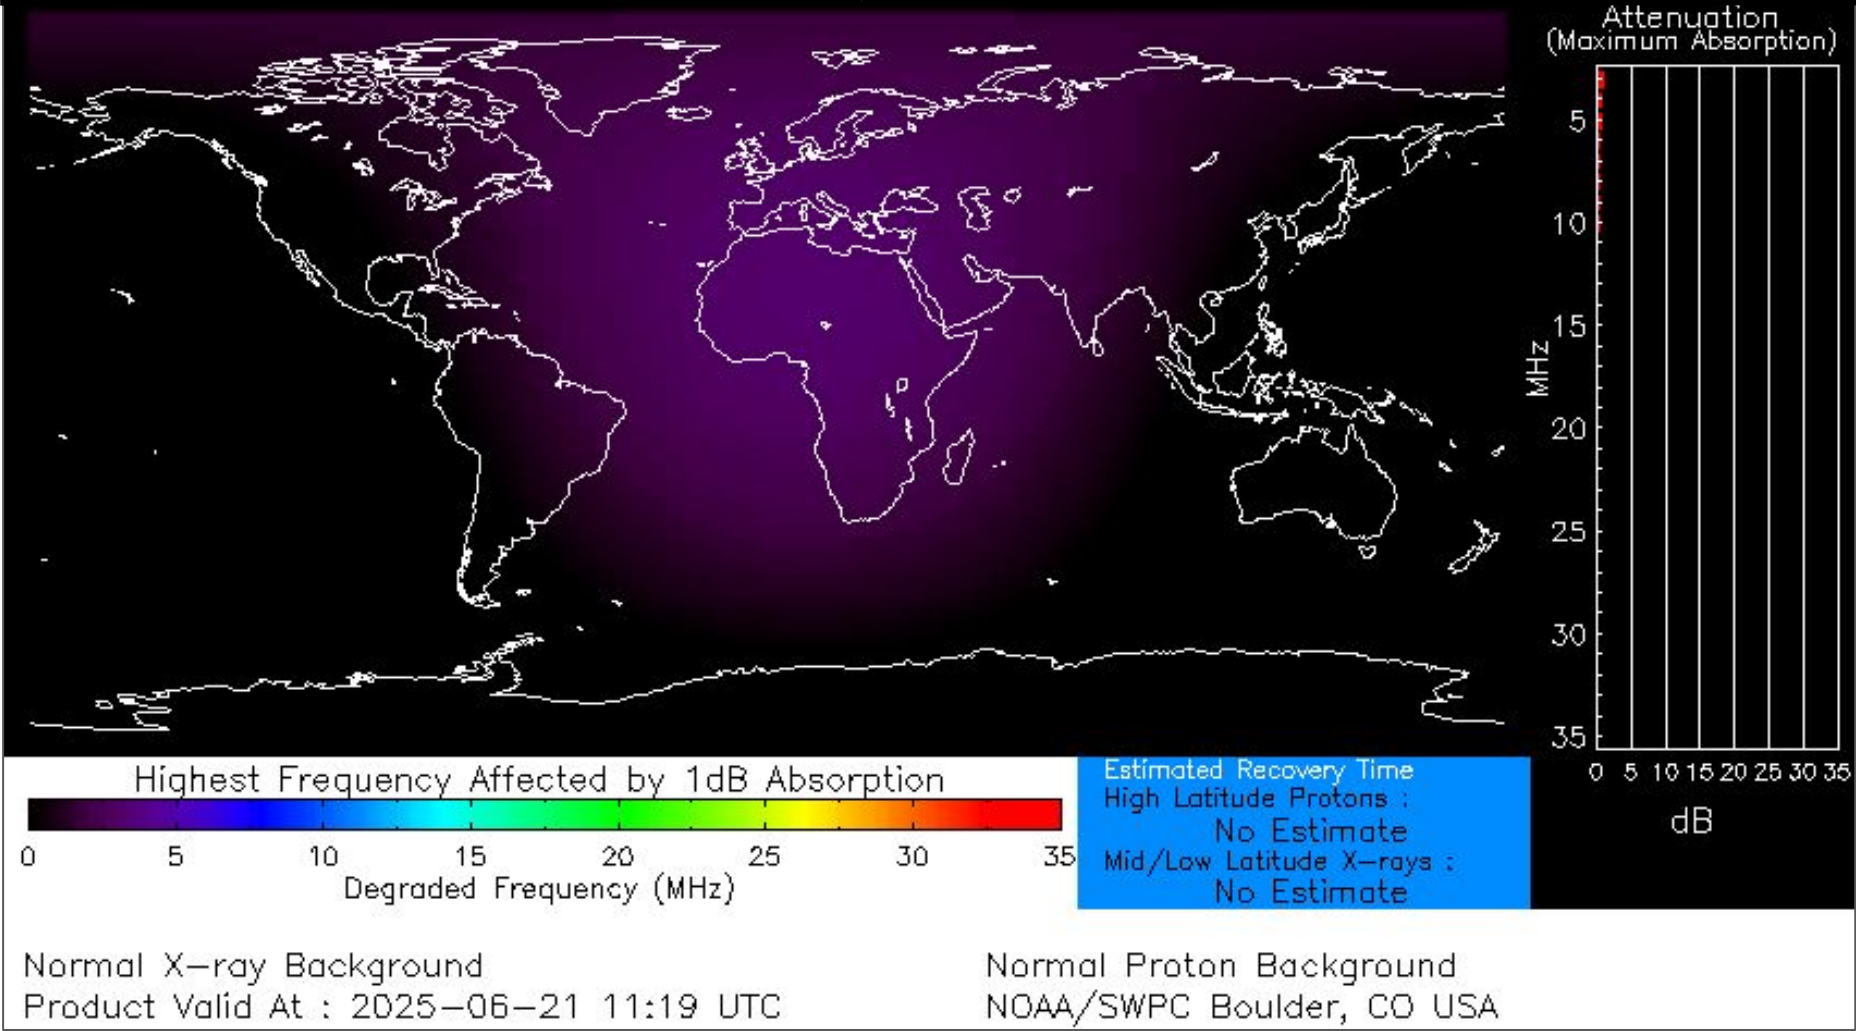 Attenuation
(Maximum Absorption)
5
10
15
20
25
30
35
MHz
0 5 10 15 20 25 30 35
dB
Highest Frequency Affected by 1dB Absorption
0 5 10 15 20 25 30 35
Degraded Frequency (MHz)
Estimated Recovery Time
High Latitude Protons :
No Estimate
Mid/Low Latitude X-rays :
No Estimate
Normal X-ray Background
Product Valid At : 2025-06-21 11:19 UTC
Normal Proton Background
NOAA/SWPC Boulder, CO USA